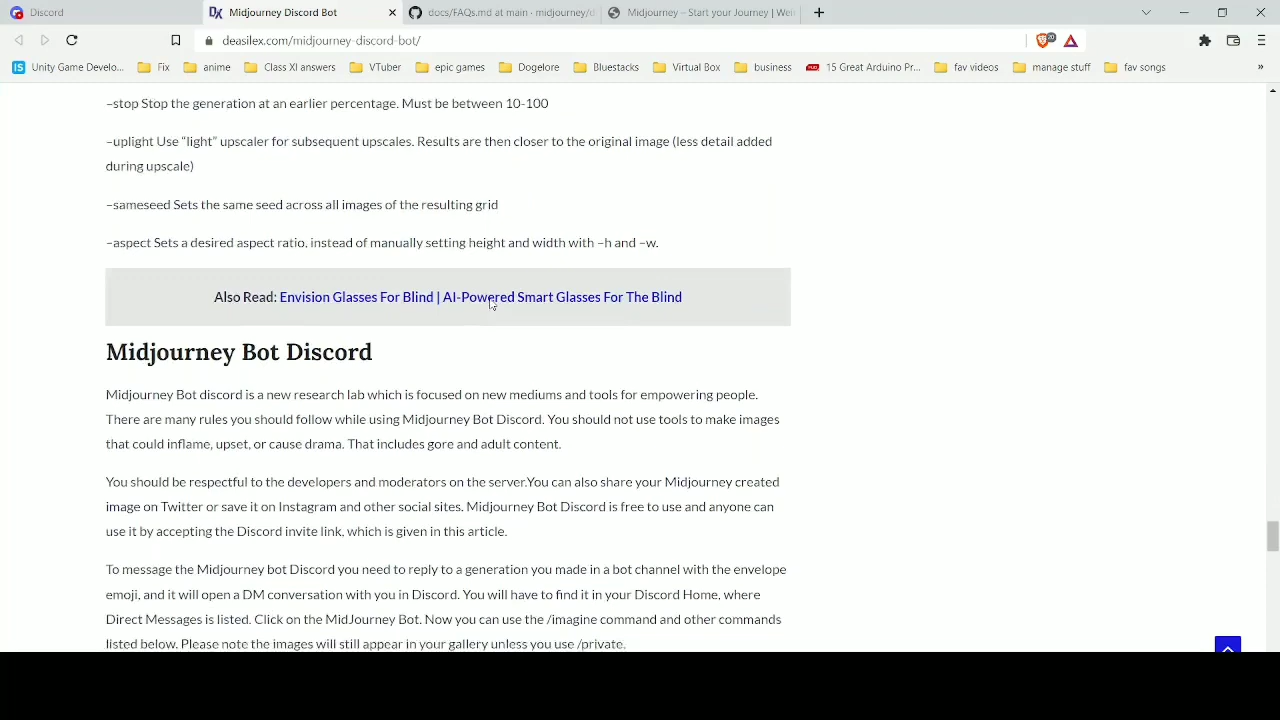 Discord
Midjourney Discord Bot
docs/FAQs.md at main · midjourney/d
Midjourney – Start your Journey | Wei
deasilex.com/midjourney-discord-bot/
20
IS Unity Game Develo... Fix anime Class XI answers VTuber epic games Dogelore Bluestacks Virtual Box business 15 Great Arduino Pr... fav videos manage stuff fav songs »
–stop Stop the generation at an earlier percentage. Must be between 10-100
–uplight Use “light” upscaler for subsequent upscales. Results are then closer to the original image (less detail added
during upscale)
–sameseed Sets the same seed across all images of the resulting grid
–aspect Sets a desired aspect ratio, instead of manually setting height and width with –h and –w.
Also Read: Envision Glasses For Blind | AI-Powered Smart Glasses For The Blind
Midjourney Bot Discord
Midjourney Bot discord is a new research lab which is focused on new mediums and tools for empowering people.
There are many rules you should follow while using Midjourney Bot Discord. You should not use tools to make images
that could inflame, upset, or cause drama. That includes gore and adult content.
You should be respectful to the developers and moderators on the server.You can also share your Midjourney created
image on Twitter or save it on Instagram and other social sites. Midjourney Bot Discord is free to use and anyone can
use it by accepting the Discord invite link, which is given in this article.
To message the Midjourney bot Discord you need to reply to a generation you made in a bot channel with the envelope
emoji, and it will open a DM conversation with you in Discord. You will have to find it in your Discord Home, where
Direct Messages is listed. Click on the MidJourney Bot. Now you can use the /imagine command and other commands
listed below. Please note the images will still appear in your gallery unless you use /private.